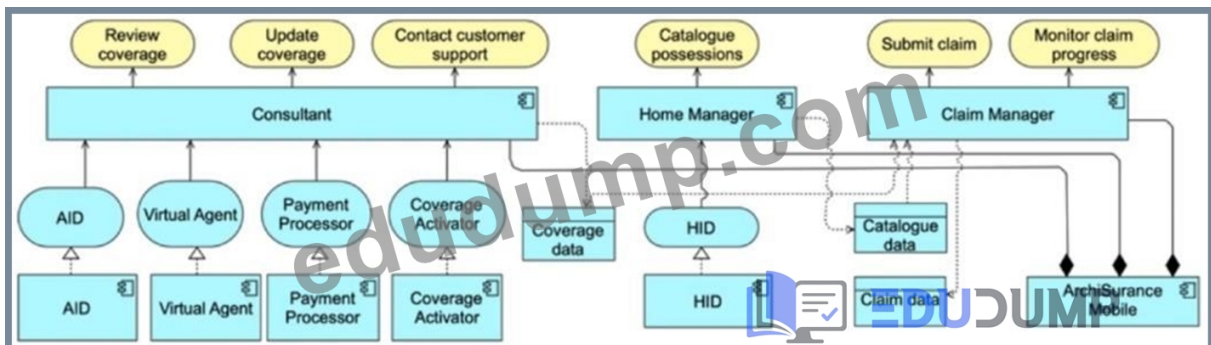 Review
coverage
Update
coverage
Contact customer
support
Catalogue
possessions
Submit claim
Monitor claim
progress
Consultant
Home Manager
Claim Manager
AID
Virtual Agent
Payment
Processor
Coverage
Activator
Coverage
data
HID
Catalogue
data
AID
Virtual Agent
Payment
Processor
Coverage
Activator
HID
Claim data
ArchiSurance
Mobile
edudump.com
EDUDUMP